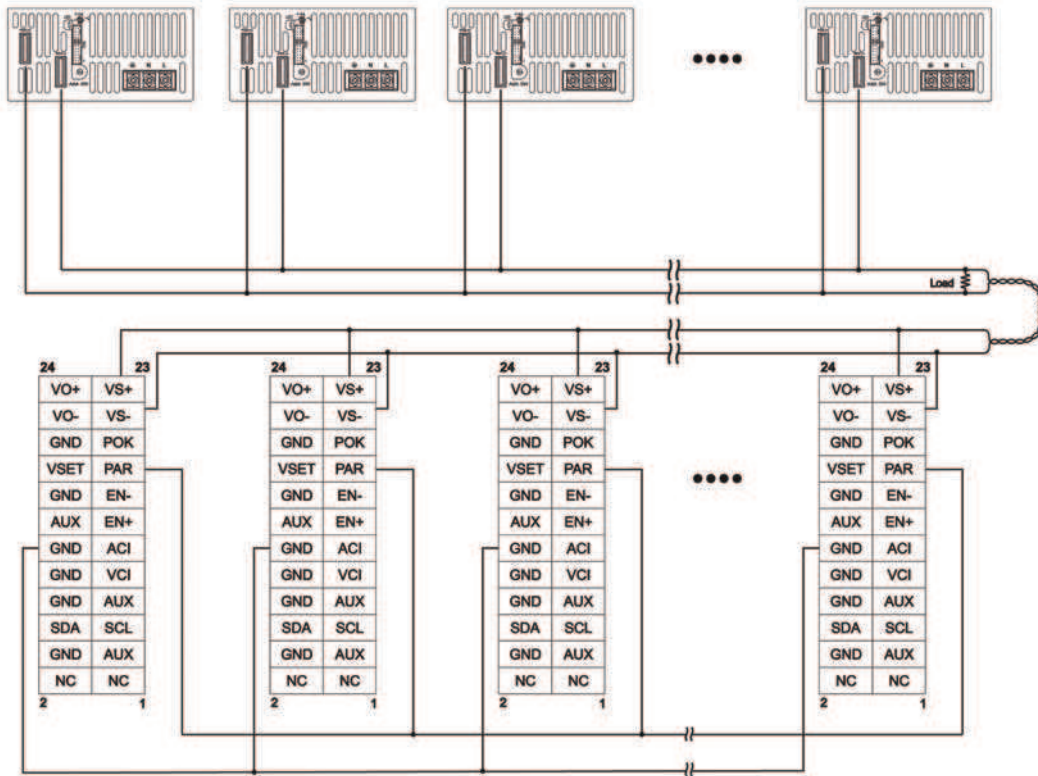 N L
N L
N L
N L
Load
24 23 24 23 24 23 24 23
VO+ VS+ VO+ VS+ VO+ VS+ VO+ VS+
VO- VS- VO- VS- VO- VS- VO- VS-
GND POK GND POK GND POK GND POK
VSET PAR VSET PAR VSET PAR VSET PAR
GND EN- GND EN- GND EN- GND EN-
AUX EN+ AUX EN+ AUX EN+ AUX EN+
GND ACI GND ACI GND ACI GND ACI
GND VCI GND VCI GND VCI GND VCI
GND AUX GND AUX GND AUX GND AUX
SDA SCL SDA SCL SDA SCL SDA SCL
GND AUX GND AUX GND AUX GND AUX
NC NC NC NC NC NC NC NC
2 1 2 1 2 1 2 1